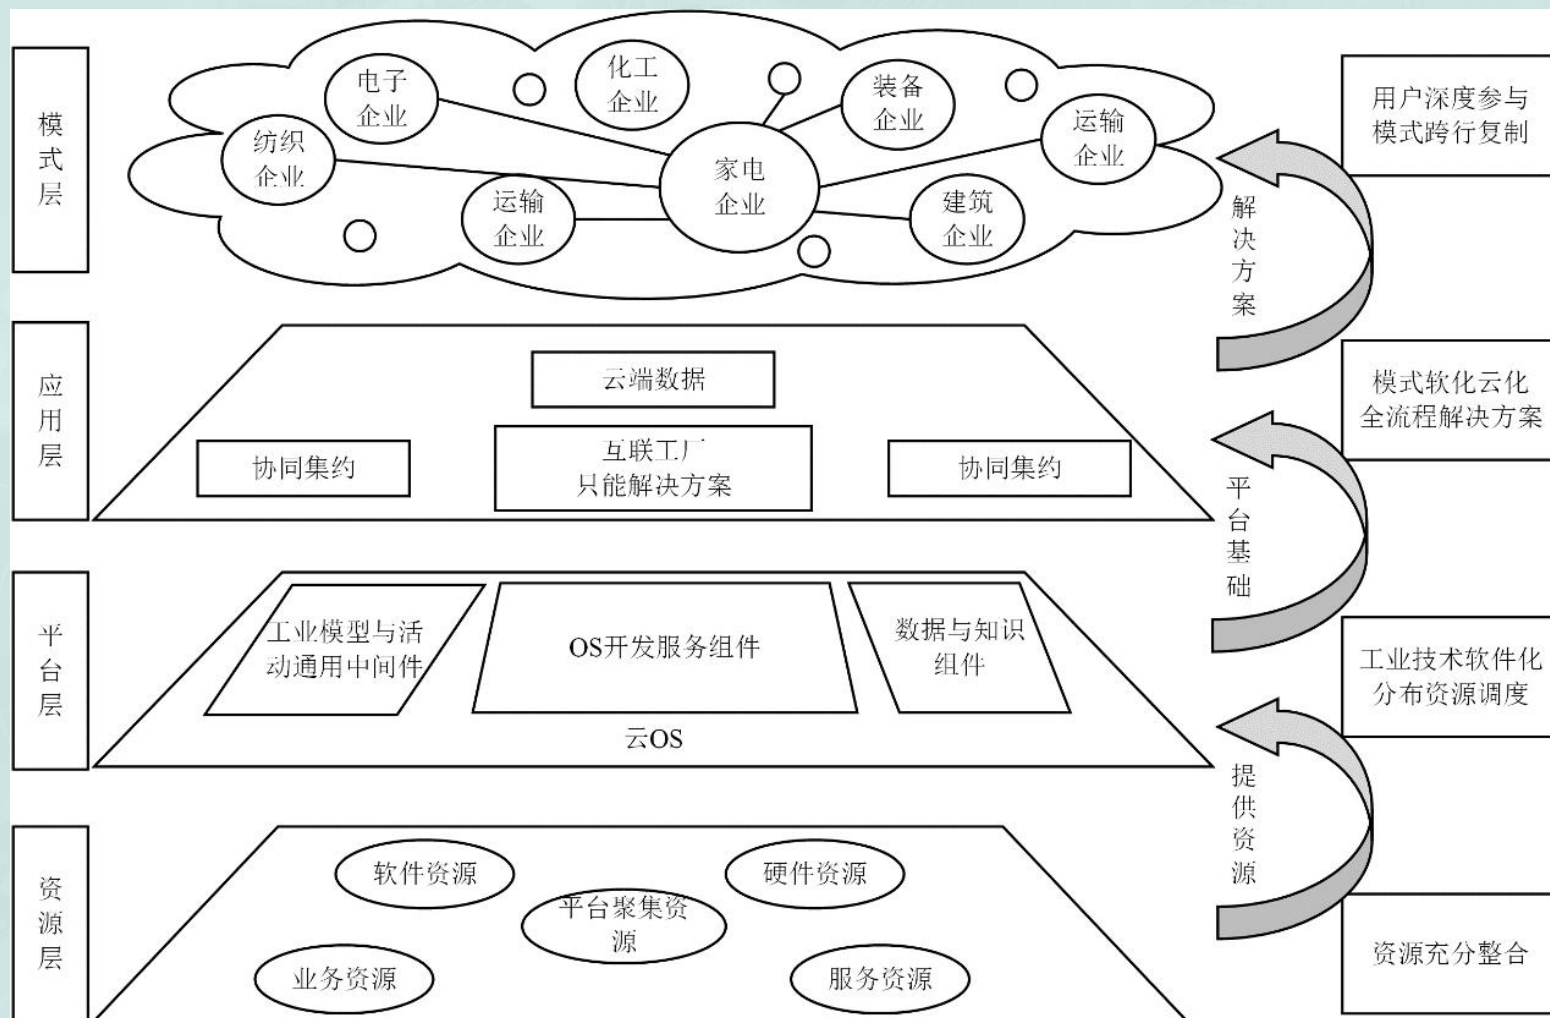 模
式
层
电子
企业
化工
企业
装备
企业
纺织
企业
运输
企业
家电
企业
运输
企业
建筑
企业
解
决
方
案
用户深度参与
模式跨行复制
应
用
层
云端数据
协同集约
互联工厂
只能解决方案
协同集约
平
台
基
础
模式软化云化
全流程解决方案
平
台
层
工业模型与活
动通用中间件
OS开发服务组件
数据与知识
组件
云OS
提
供
资
源
工业技术软件化
分布资源调度
资
源
层
软件资源
硬件资源
平台聚集资
源
业务资源
服务资源
资源充分整合